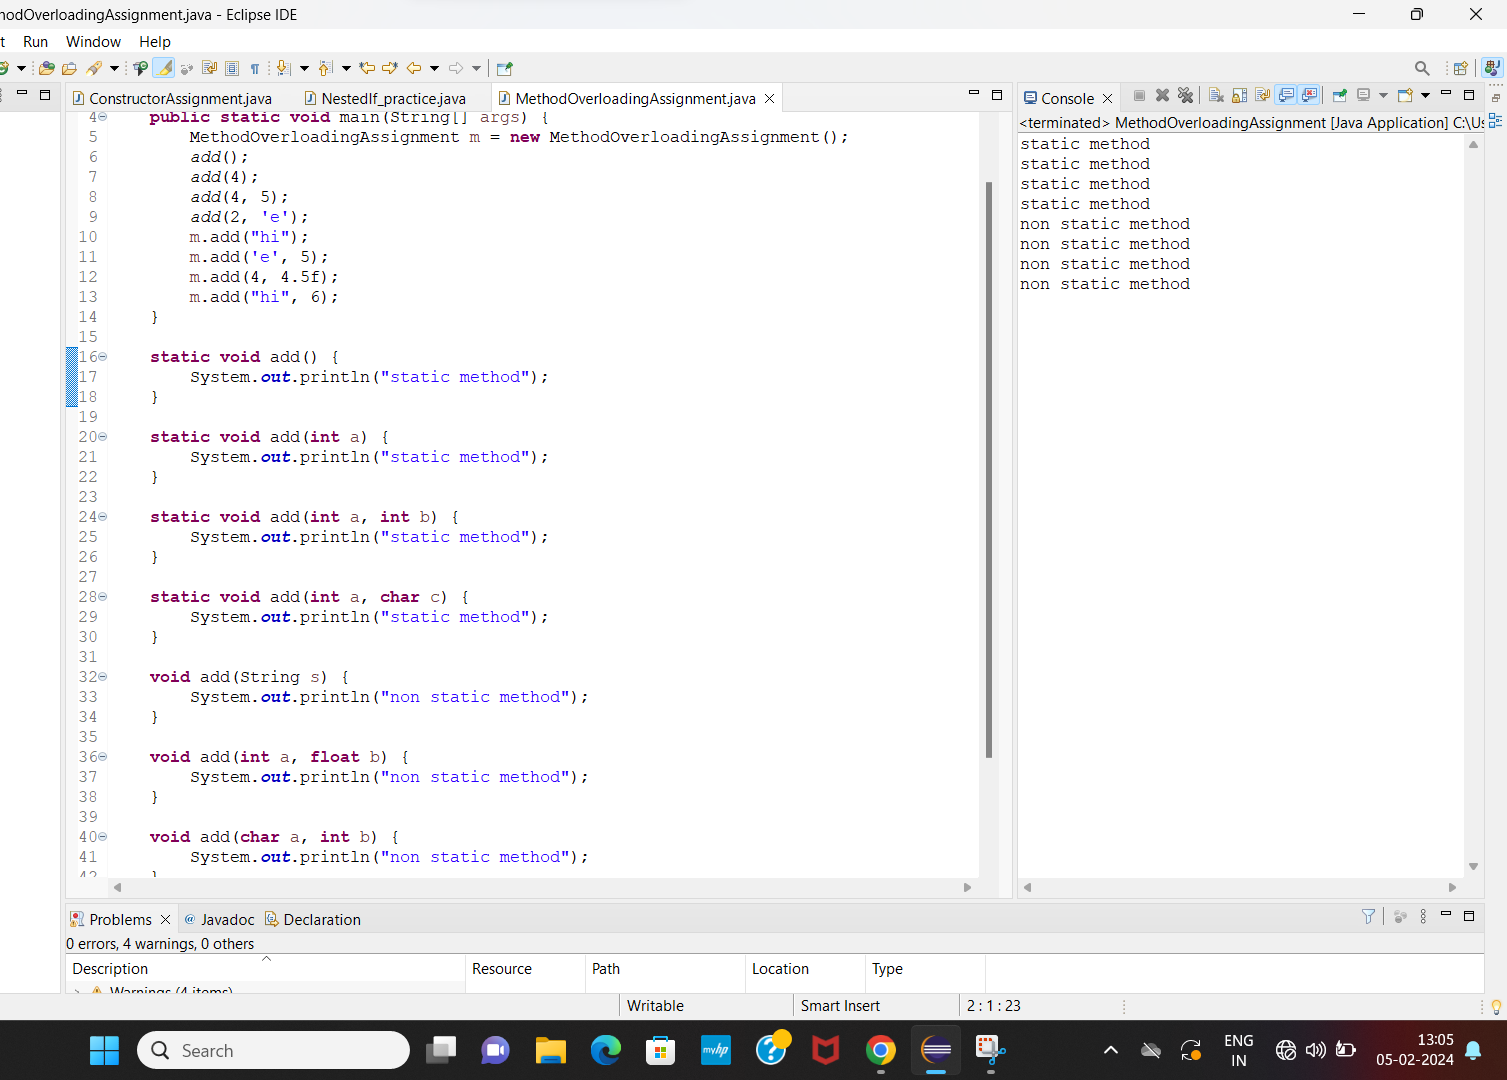 hodOverloadingAssignment.java - Eclipse IDE
t Run Window Help
ConstructorAssignment.java NestedIf_practice.java MethodOverloadingAssignment.java
4 public static void main(String[] args) {
5 MethodOverloadingAssignment m = new MethodOverloadingAssignment();
6 add();
7 add(4);
8 add(4, 5);
9 add(2, 'e');
10 m.add("hi");
11 m.add('e', 5);
12 m.add(4, 4.5f);
13 m.add("hi", 6);
14 }
15
16 static void add() {
17 System.out.println("static method");
18 }
19
20 static void add(int a) {
21 System.out.println("static method");
22 }
23
24 static void add(int a, int b) {
25 System.out.println("static method");
26 }
27
28 static void add(int a, char c) {
29 System.out.println("static method");
30 }
31
32 void add(String s) {
33 System.out.println("non static method");
34 }
35
36 void add(int a, float b) {
37 System.out.println("non static method");
38 }
39
40 void add(char a, int b) {
41 System.out.println("non static method");
42 }
Console
<terminated> MethodOverloadingAssignment [Java Application] C:\Us
static method
static method
static method
static method
non static method
non static method
non static method
non static method
Problems @ Javadoc Declaration
0 errors, 4 warnings, 0 others
Description Resource Path Location Type
Warnings (4 items)
Writable Smart Insert 2 : 1 : 23
Search
myhp
ENG
IN
13:05
05-02-2024